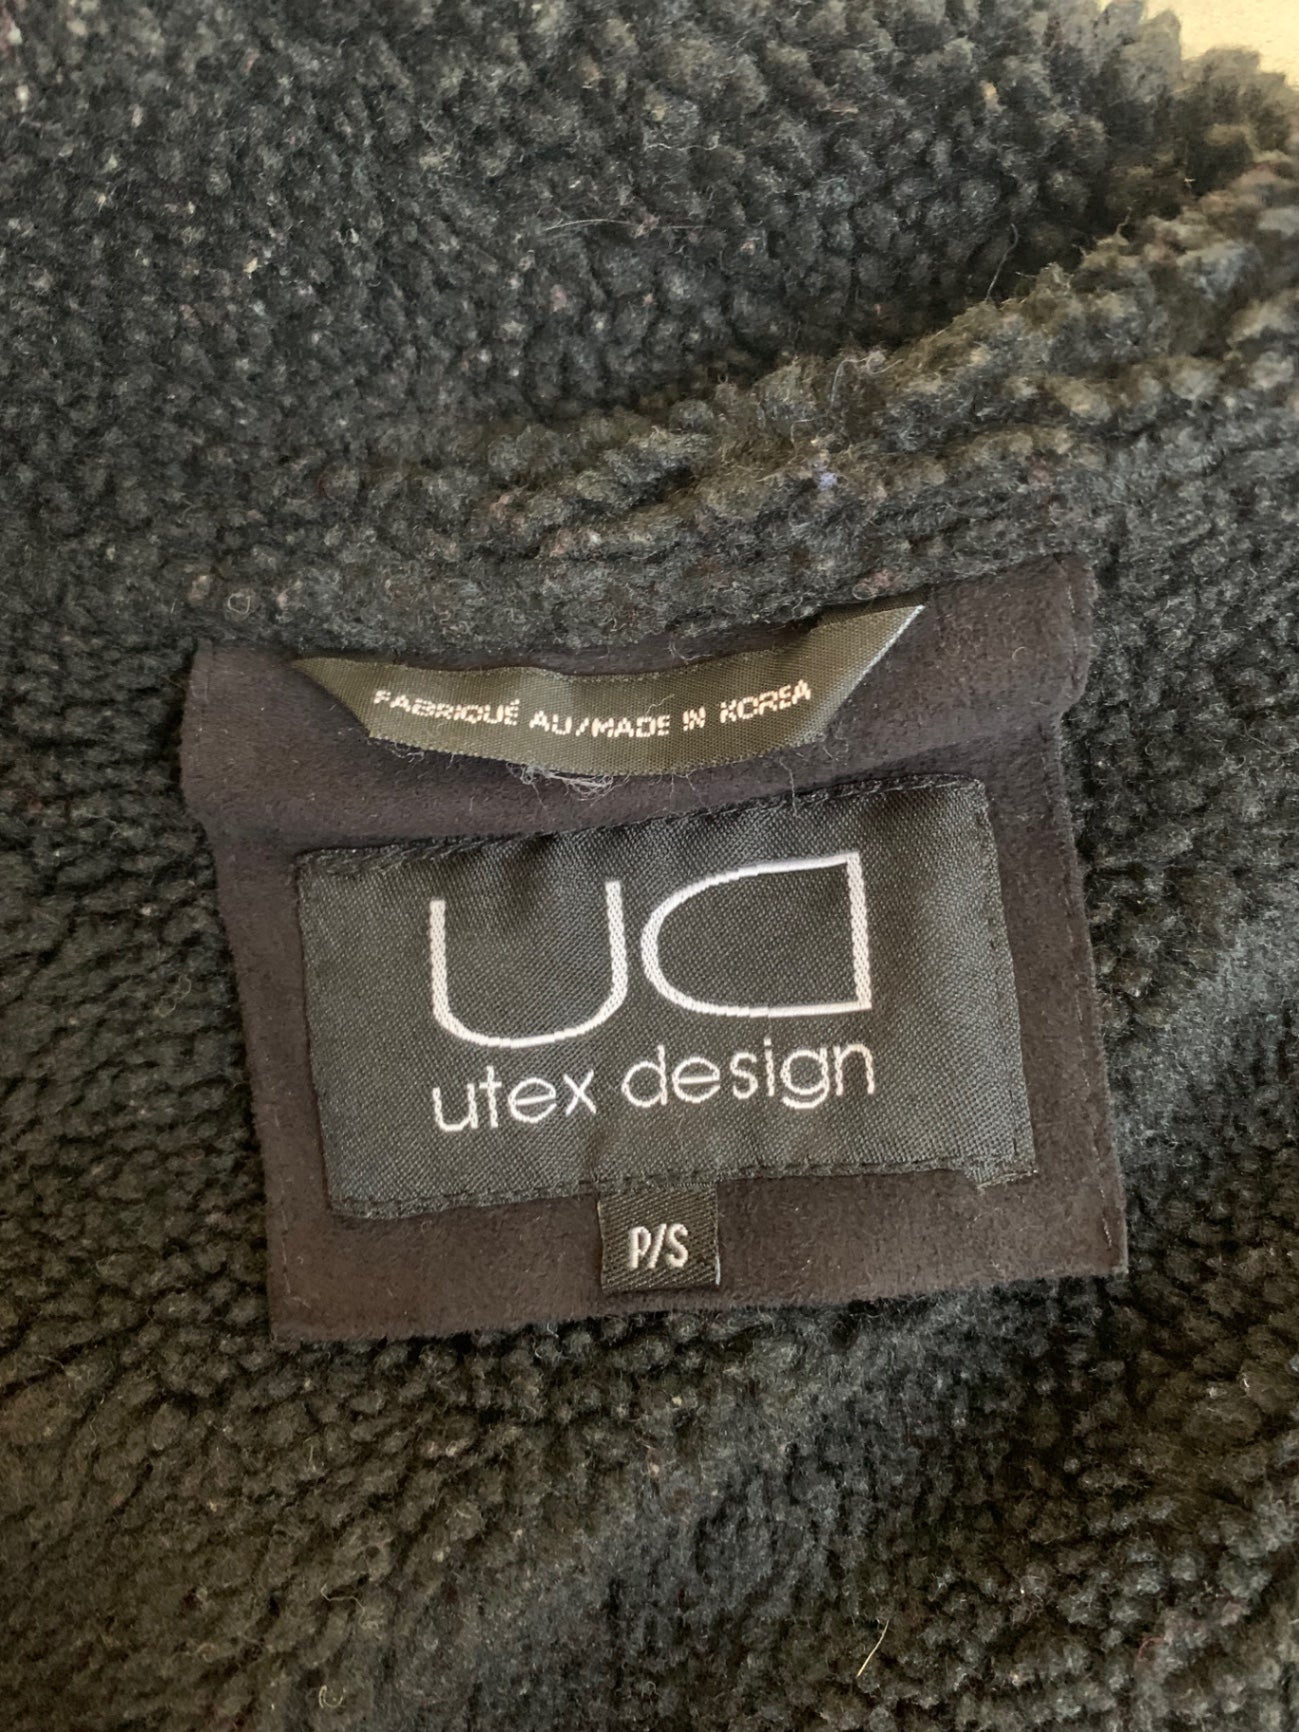 FABRIQUÉ AU/MADE IN KOREA
ud
utex design
P/S